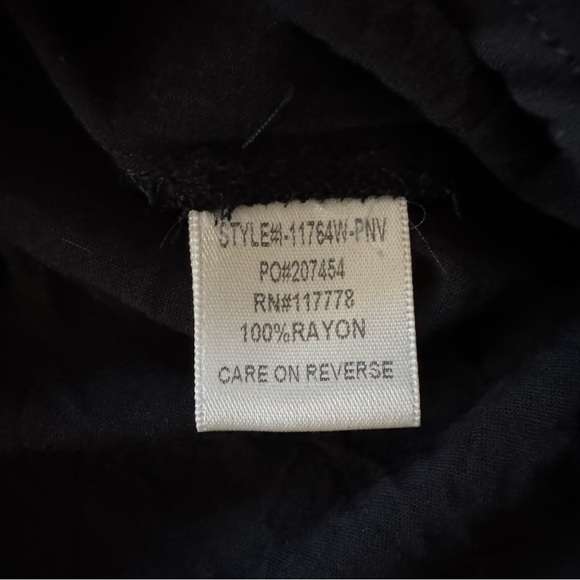 STYLE#I-11764W-PNV
PO#207454
RN#117778
100%RAYON
CARE ON REVERSE